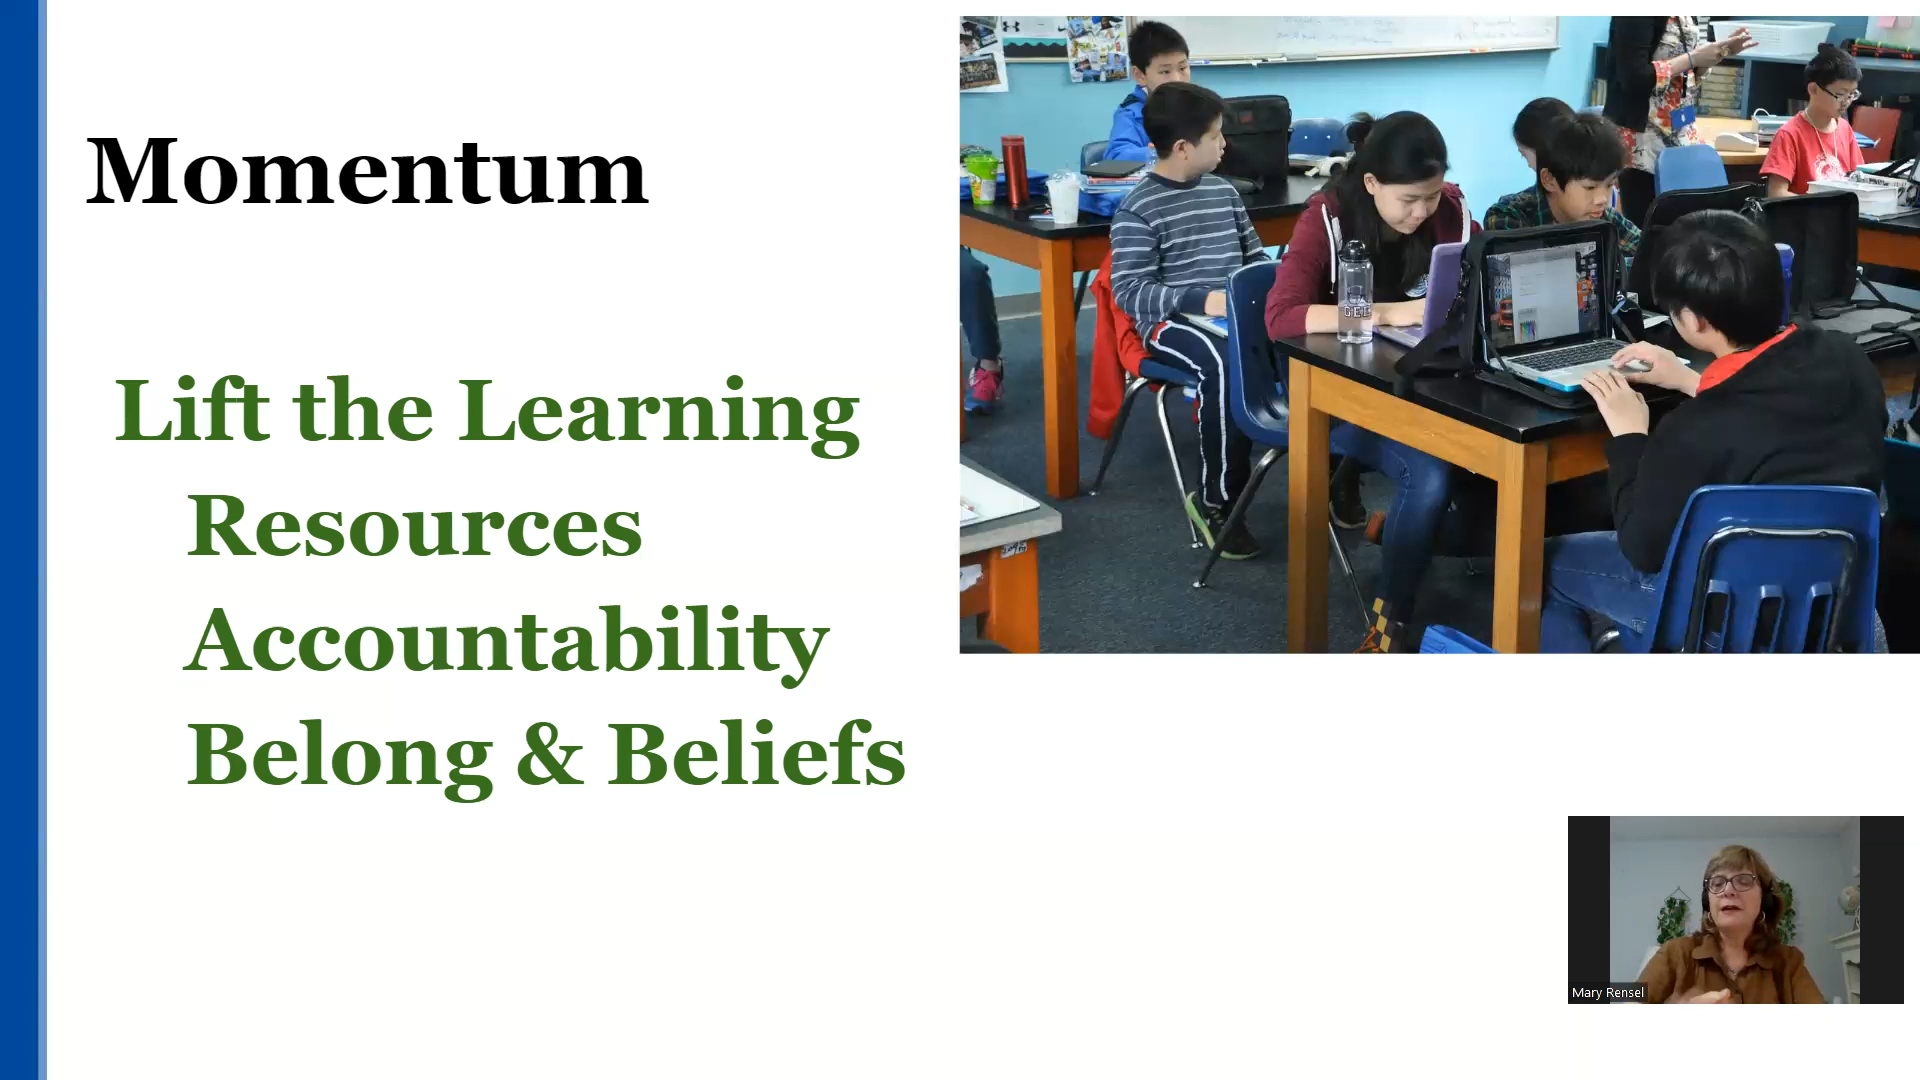 Momentum
Lift the Learning
Resources
Accountability
Belong & Beliefs
Mary Rensel